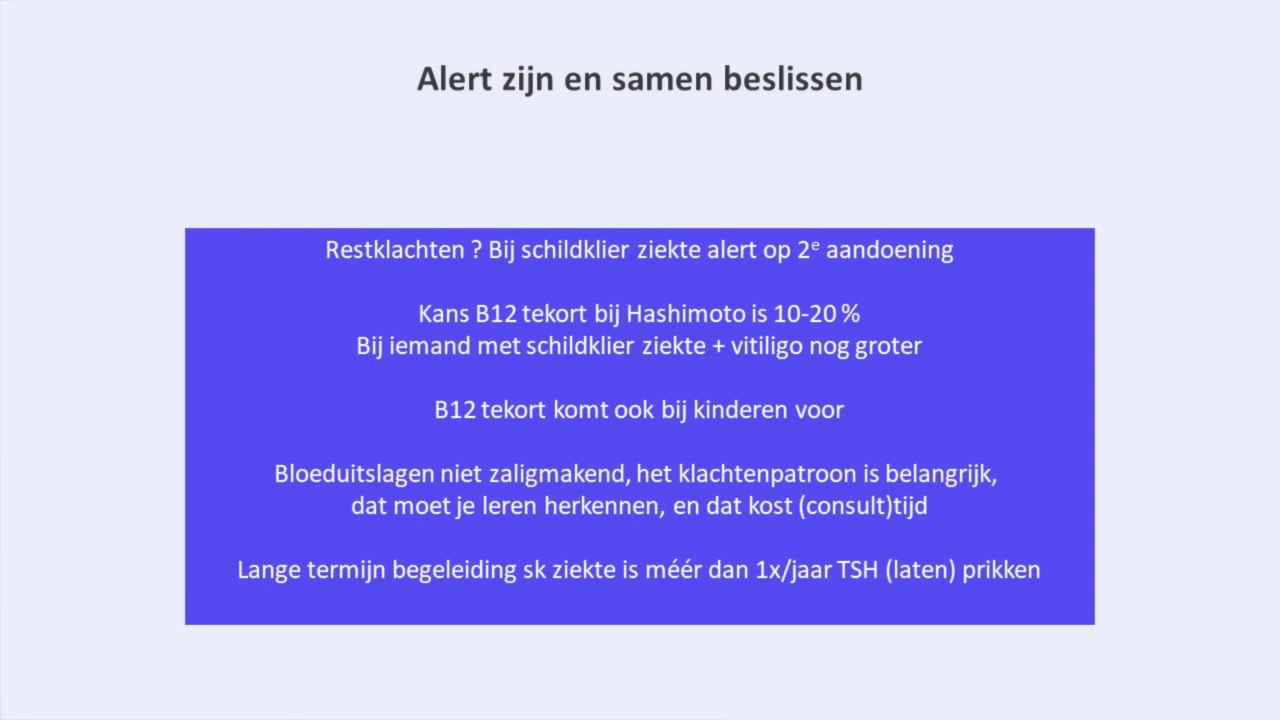 Alert zijn en samen beslissen
Restklachten ? Bij schildklier ziekte alert op 2ᵉ aandoening
Kans B12 tekort bij Hashimoto is 10-20 %
Bij iemand met schildklier ziekte + vitiligo nog groter
B12 tekort komt ook bij kinderen voor
Bloeduitslagen niet zaligmakend, het klachtenpatroon is belangrijk,
dat moet je leren herkennen, en dat kost (consult)tijd
Lange termijn begeleiding sk ziekte is méér dan 1x/jaar TSH (laten) prikken